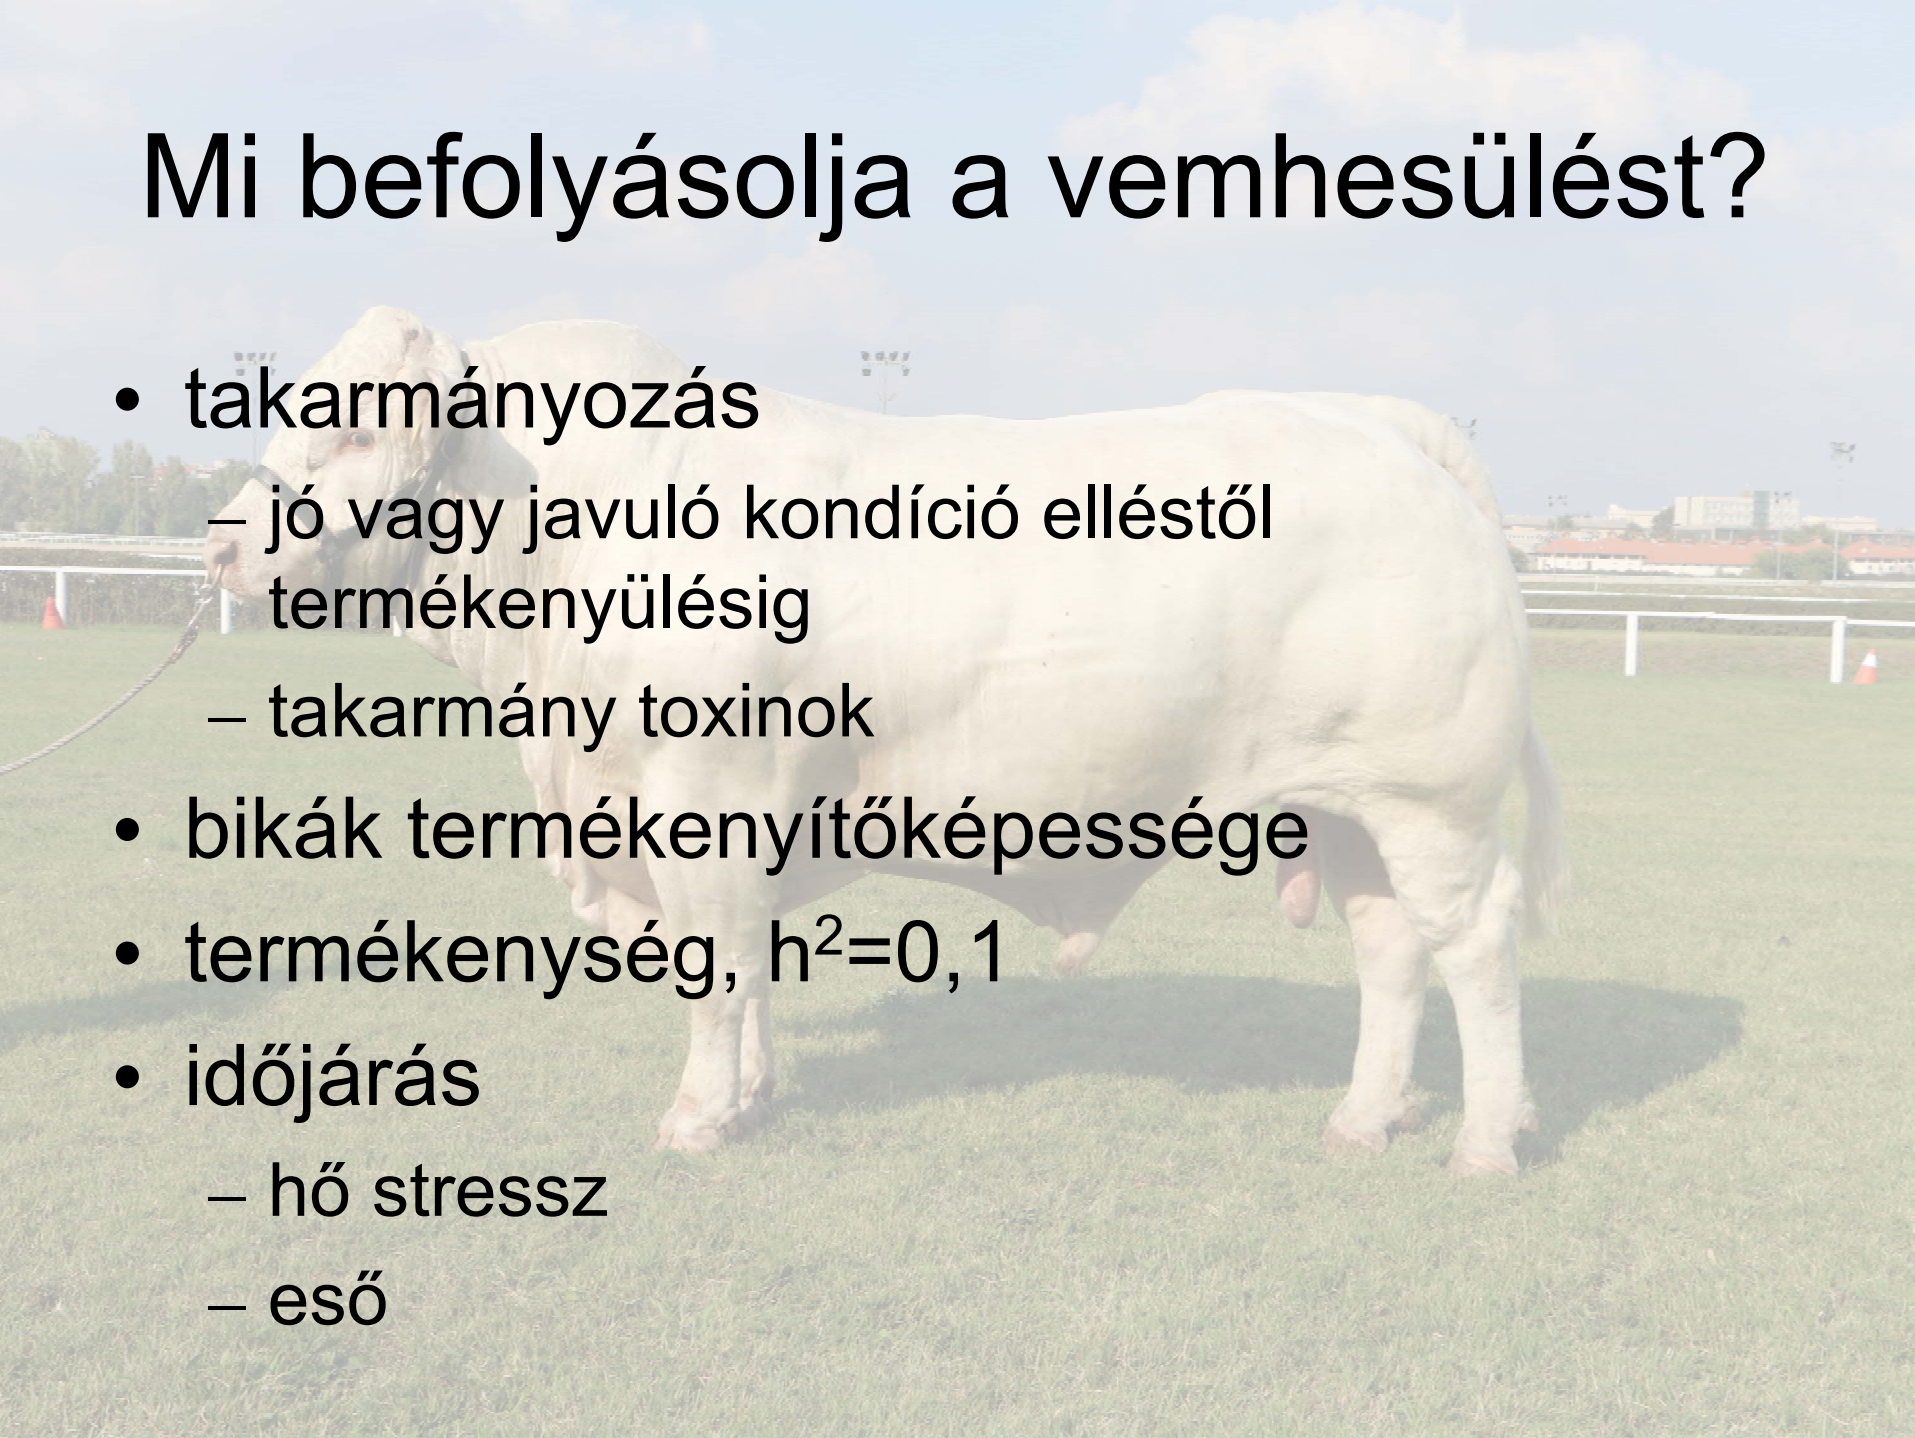 Mi befolyásolja a vemhesülést?
• takarmányozás
– jó vagy javuló kondíció elléstől
termékenyülésig
– takarmány toxinok
• bikák termékenyítőképessége
• termékenység, h²=0,1
• időjárás
– hő stressz
– eső